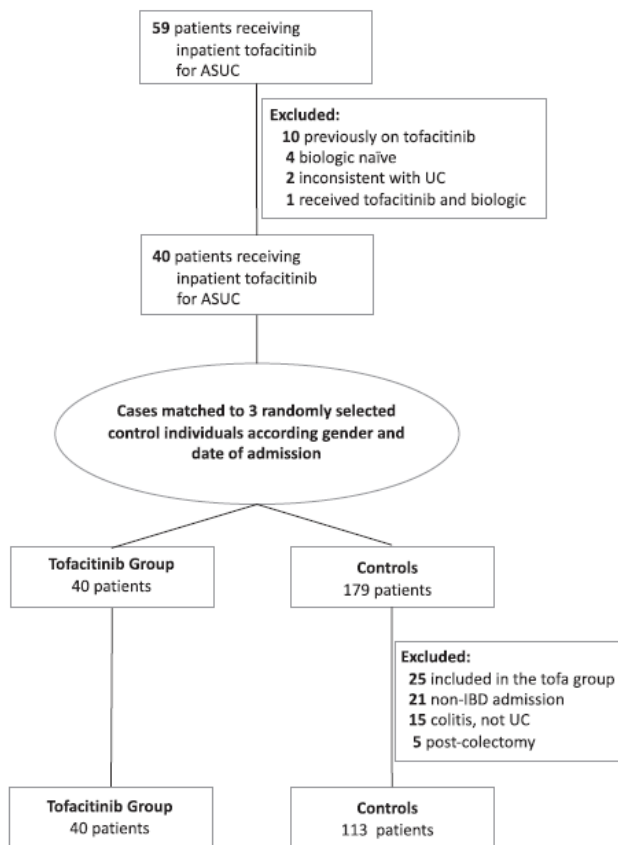 59 patients receiving
inpatient tofacitinib
for ASUC
Excluded:
10 previously on tofacitinib
4 biologic naïve
2 inconsistent with UC
1 received tofacitinib and biologic
40 patients receiving
inpatient tofacitinib
for ASUC
Cases matched to 3 randomly selected
control individuals according gender and
date of admission
Tofacitinib Group
40 patients
Controls
179 patients
Excluded:
25 included in the tofa group
21 non-IBD admission
15 colitis, not UC
5 post-colectomy
Tofacitinib Group
40 patients
Controls
113 patients